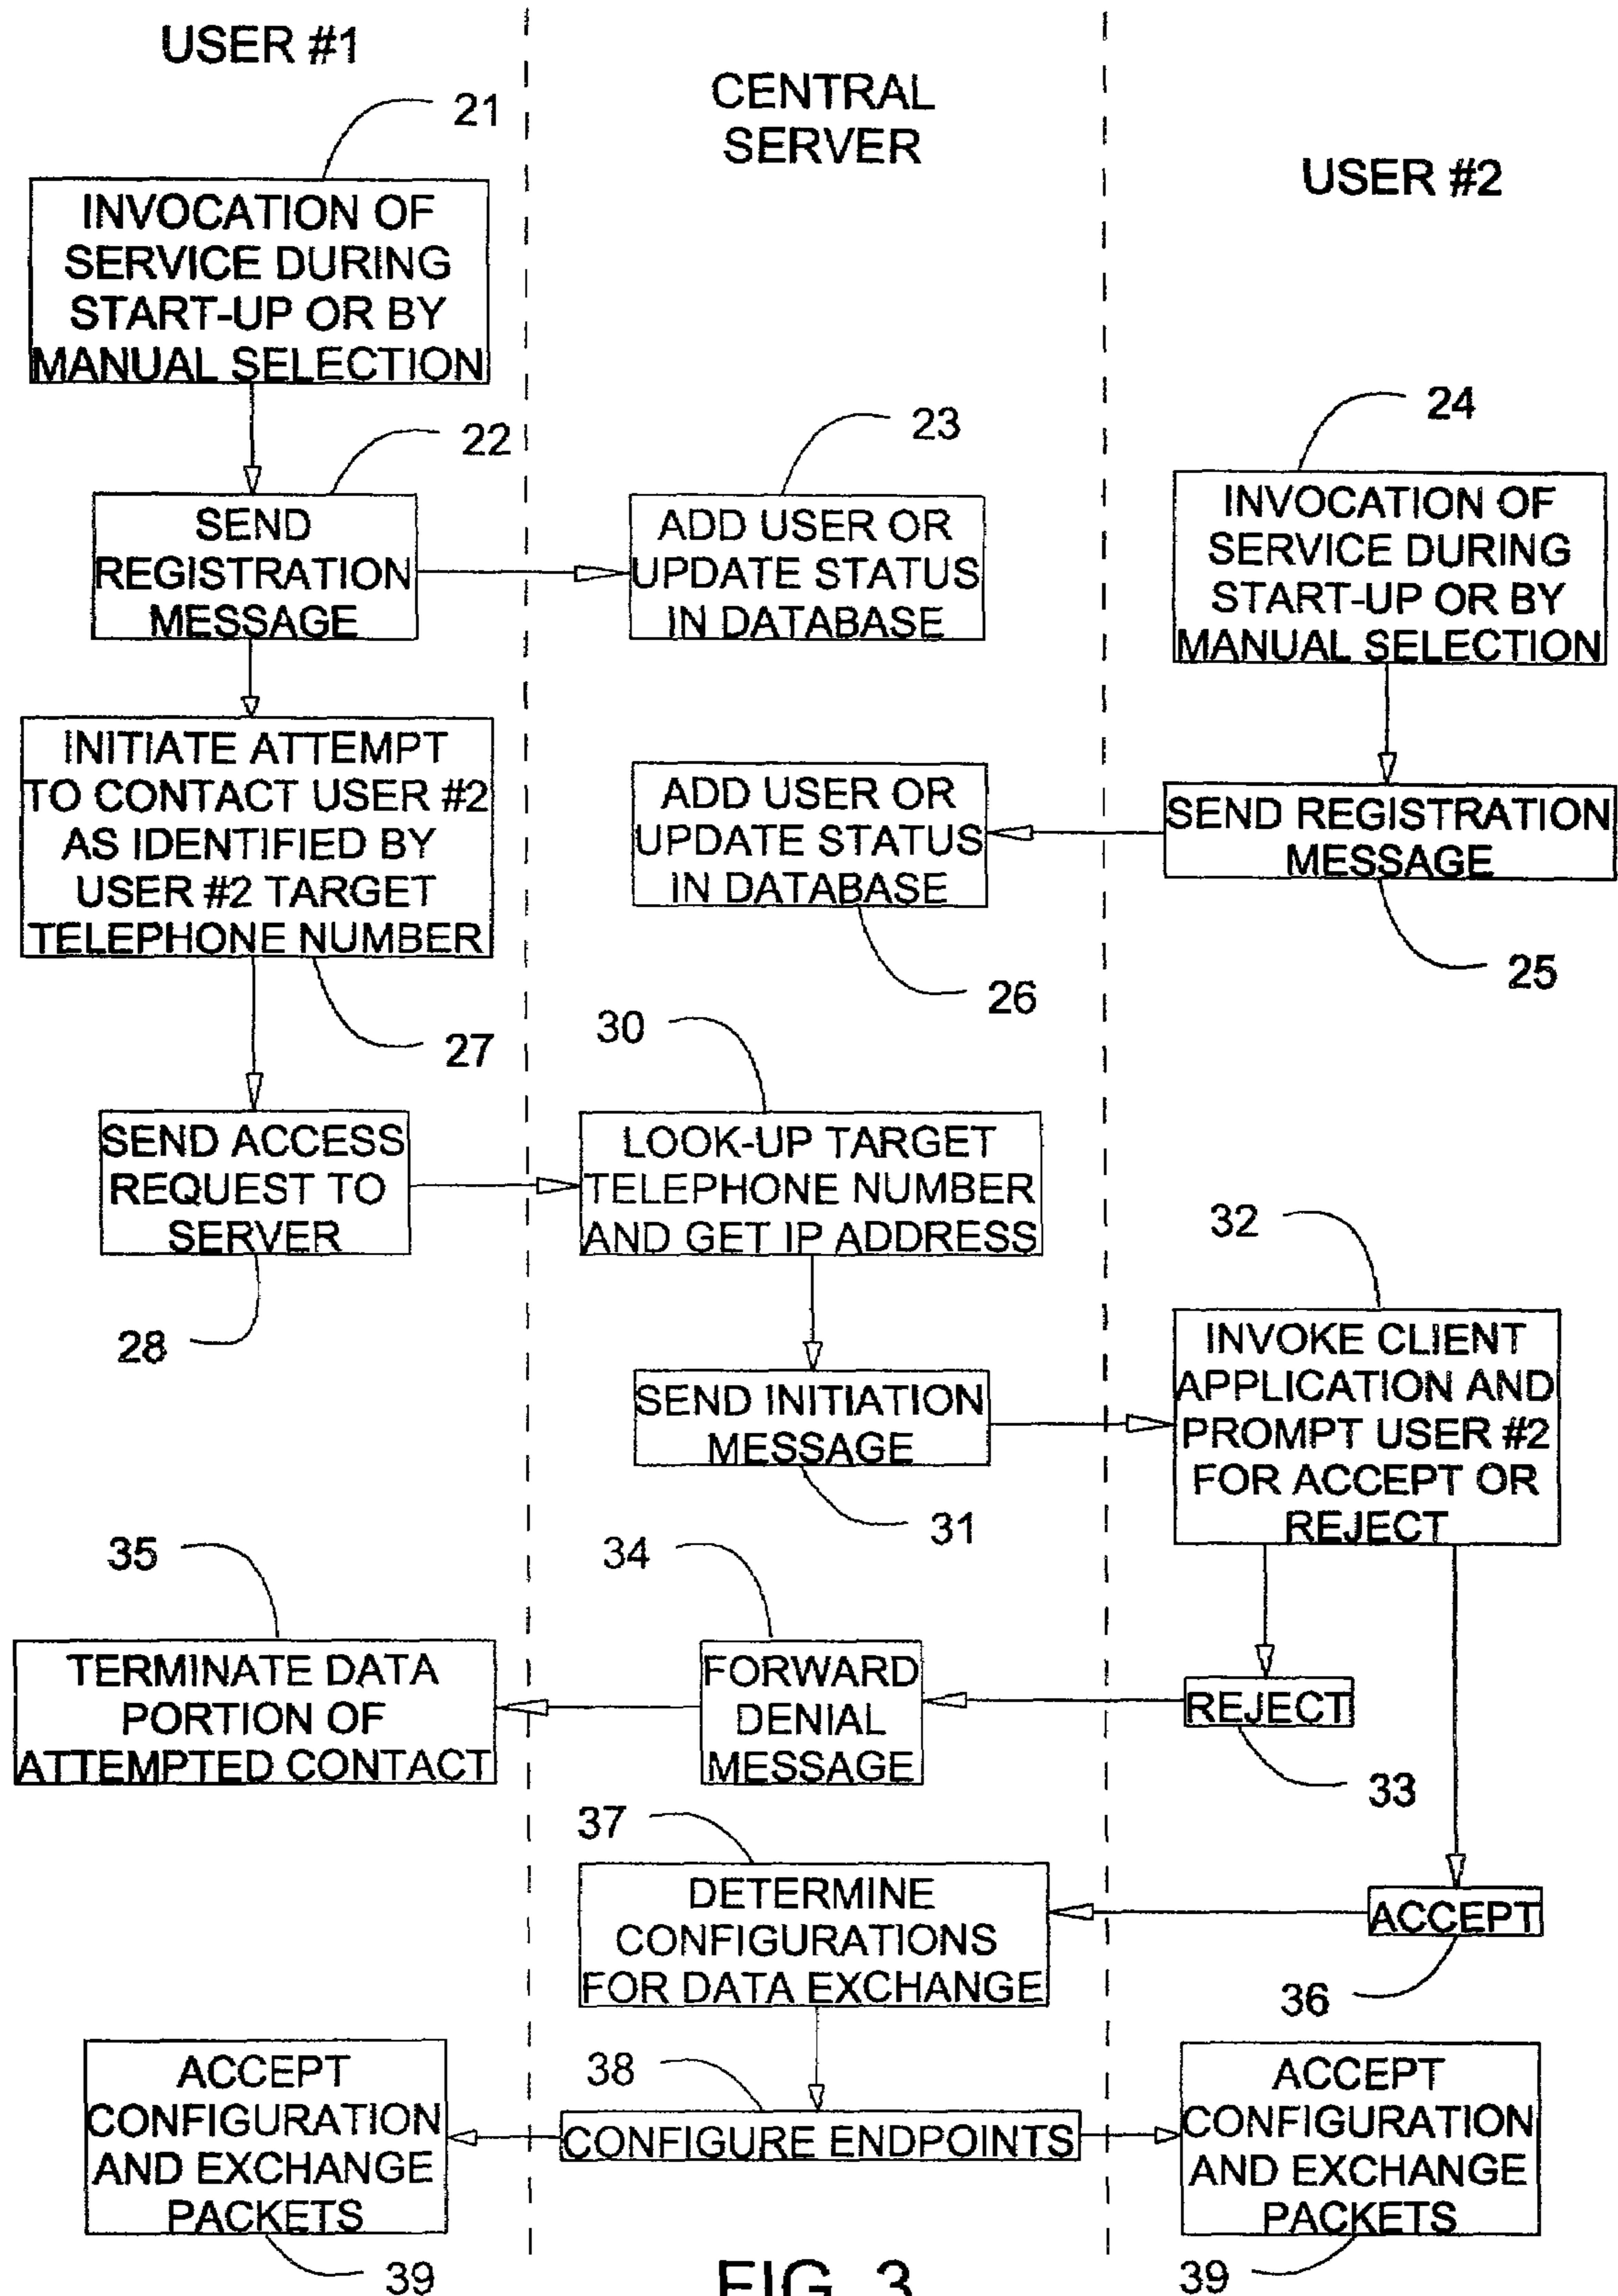 USER #1
CENTRAL
SERVER
USER #2
21
INVOCATION OF
SERVICE DURING
START-UP OR BY
MANUAL SELECTION
22
SEND
REGISTRATION
MESSAGE
23
ADD USER OR
UPDATE STATUS
IN DATABASE
24
INVOCATION OF
SERVICE DURING
START-UP OR BY
MANUAL SELECTION
SEND REGISTRATION
MESSAGE
25
ADD USER OR
UPDATE STATUS
IN DATABASE
26
INITIATE ATTEMPT
TO CONTACT USER #2
AS IDENTIFIED BY
USER #2 TARGET
TELEPHONE NUMBER
27
SEND ACCESS
REQUEST TO
SERVER
28
30
LOOK-UP TARGET
TELEPHONE NUMBER
AND GET IP ADDRESS
SEND INITIATION
MESSAGE
31
32
INVOKE CLIENT
APPLICATION AND
PROMPT USER #2
FOR ACCEPT OR
REJECT
REJECT
33
34
FORWARD
DENIAL
MESSAGE
35
TERMINATE DATA
PORTION OF
ATTEMPTED CONTACT
ACCEPT
36
37
DETERMINE
CONFIGURATIONS
FOR DATA EXCHANGE
38
CONFIGURE ENDPOINTS
ACCEPT
CONFIGURATION
AND EXCHANGE
PACKETS
39
ACCEPT
CONFIGURATION
AND EXCHANGE
PACKETS
39
FIG. 3